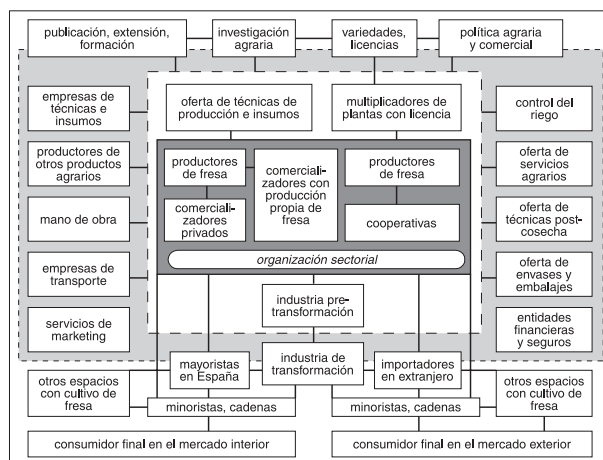 publicación, extensión,
formación
investigación
agraria
variedades,
licencias
política agraria
y comercial
empresas de
técnicas e
insumos
oferta de técnicas de
producción e insumos
multiplicadores de
plantas con licencia
control del
riego
productores de
otros productos
agrarios
productores
de fresa
comerciali-
zadores con
producción
propia de
fresa
productores
de fresa
oferta de
servicios
agrarios
mano de obra
comerciali-
zadores
privados
cooperativas
oferta de
técnicas post-
cosecha
organización sectorial
empresas de
transporte
oferta de
envases y
embalajes
industria pre-
transformación
servicios de
marketing
entidades
financieras
y seguros
mayoristas
en España
industria de
transformación
importadores
en extranjero
otros espacios
con cultivo de
fresa
otros espacios
con cultivo de
fresa
minoristas, cadenas
minoristas, cadenas
consumidor final en el mercado interior
consumidor final en el mercado exterior